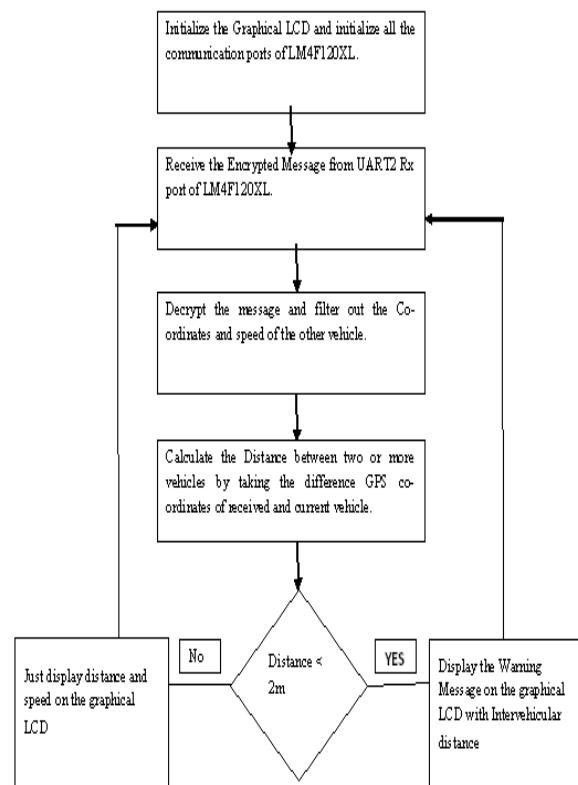 Initialize the Graphical LCD and initialize all the
communication ports of LM4F120XL.
Receive the Encrypted Message from UART2 Rx
port of LM4F120XL.
Decrypt the message and filter out the Co-
ordinates and speed of the other vehicle.
Calculate the Distance between two or more
vehicles by taking the difference GPS co-
ordinates of received and current vehicle.
Distance <
2m
No
YES
Just display distance and
speed on the graphical
LCD
Display the Warning
Message on the graphical
LCD with Intervehicular
distance